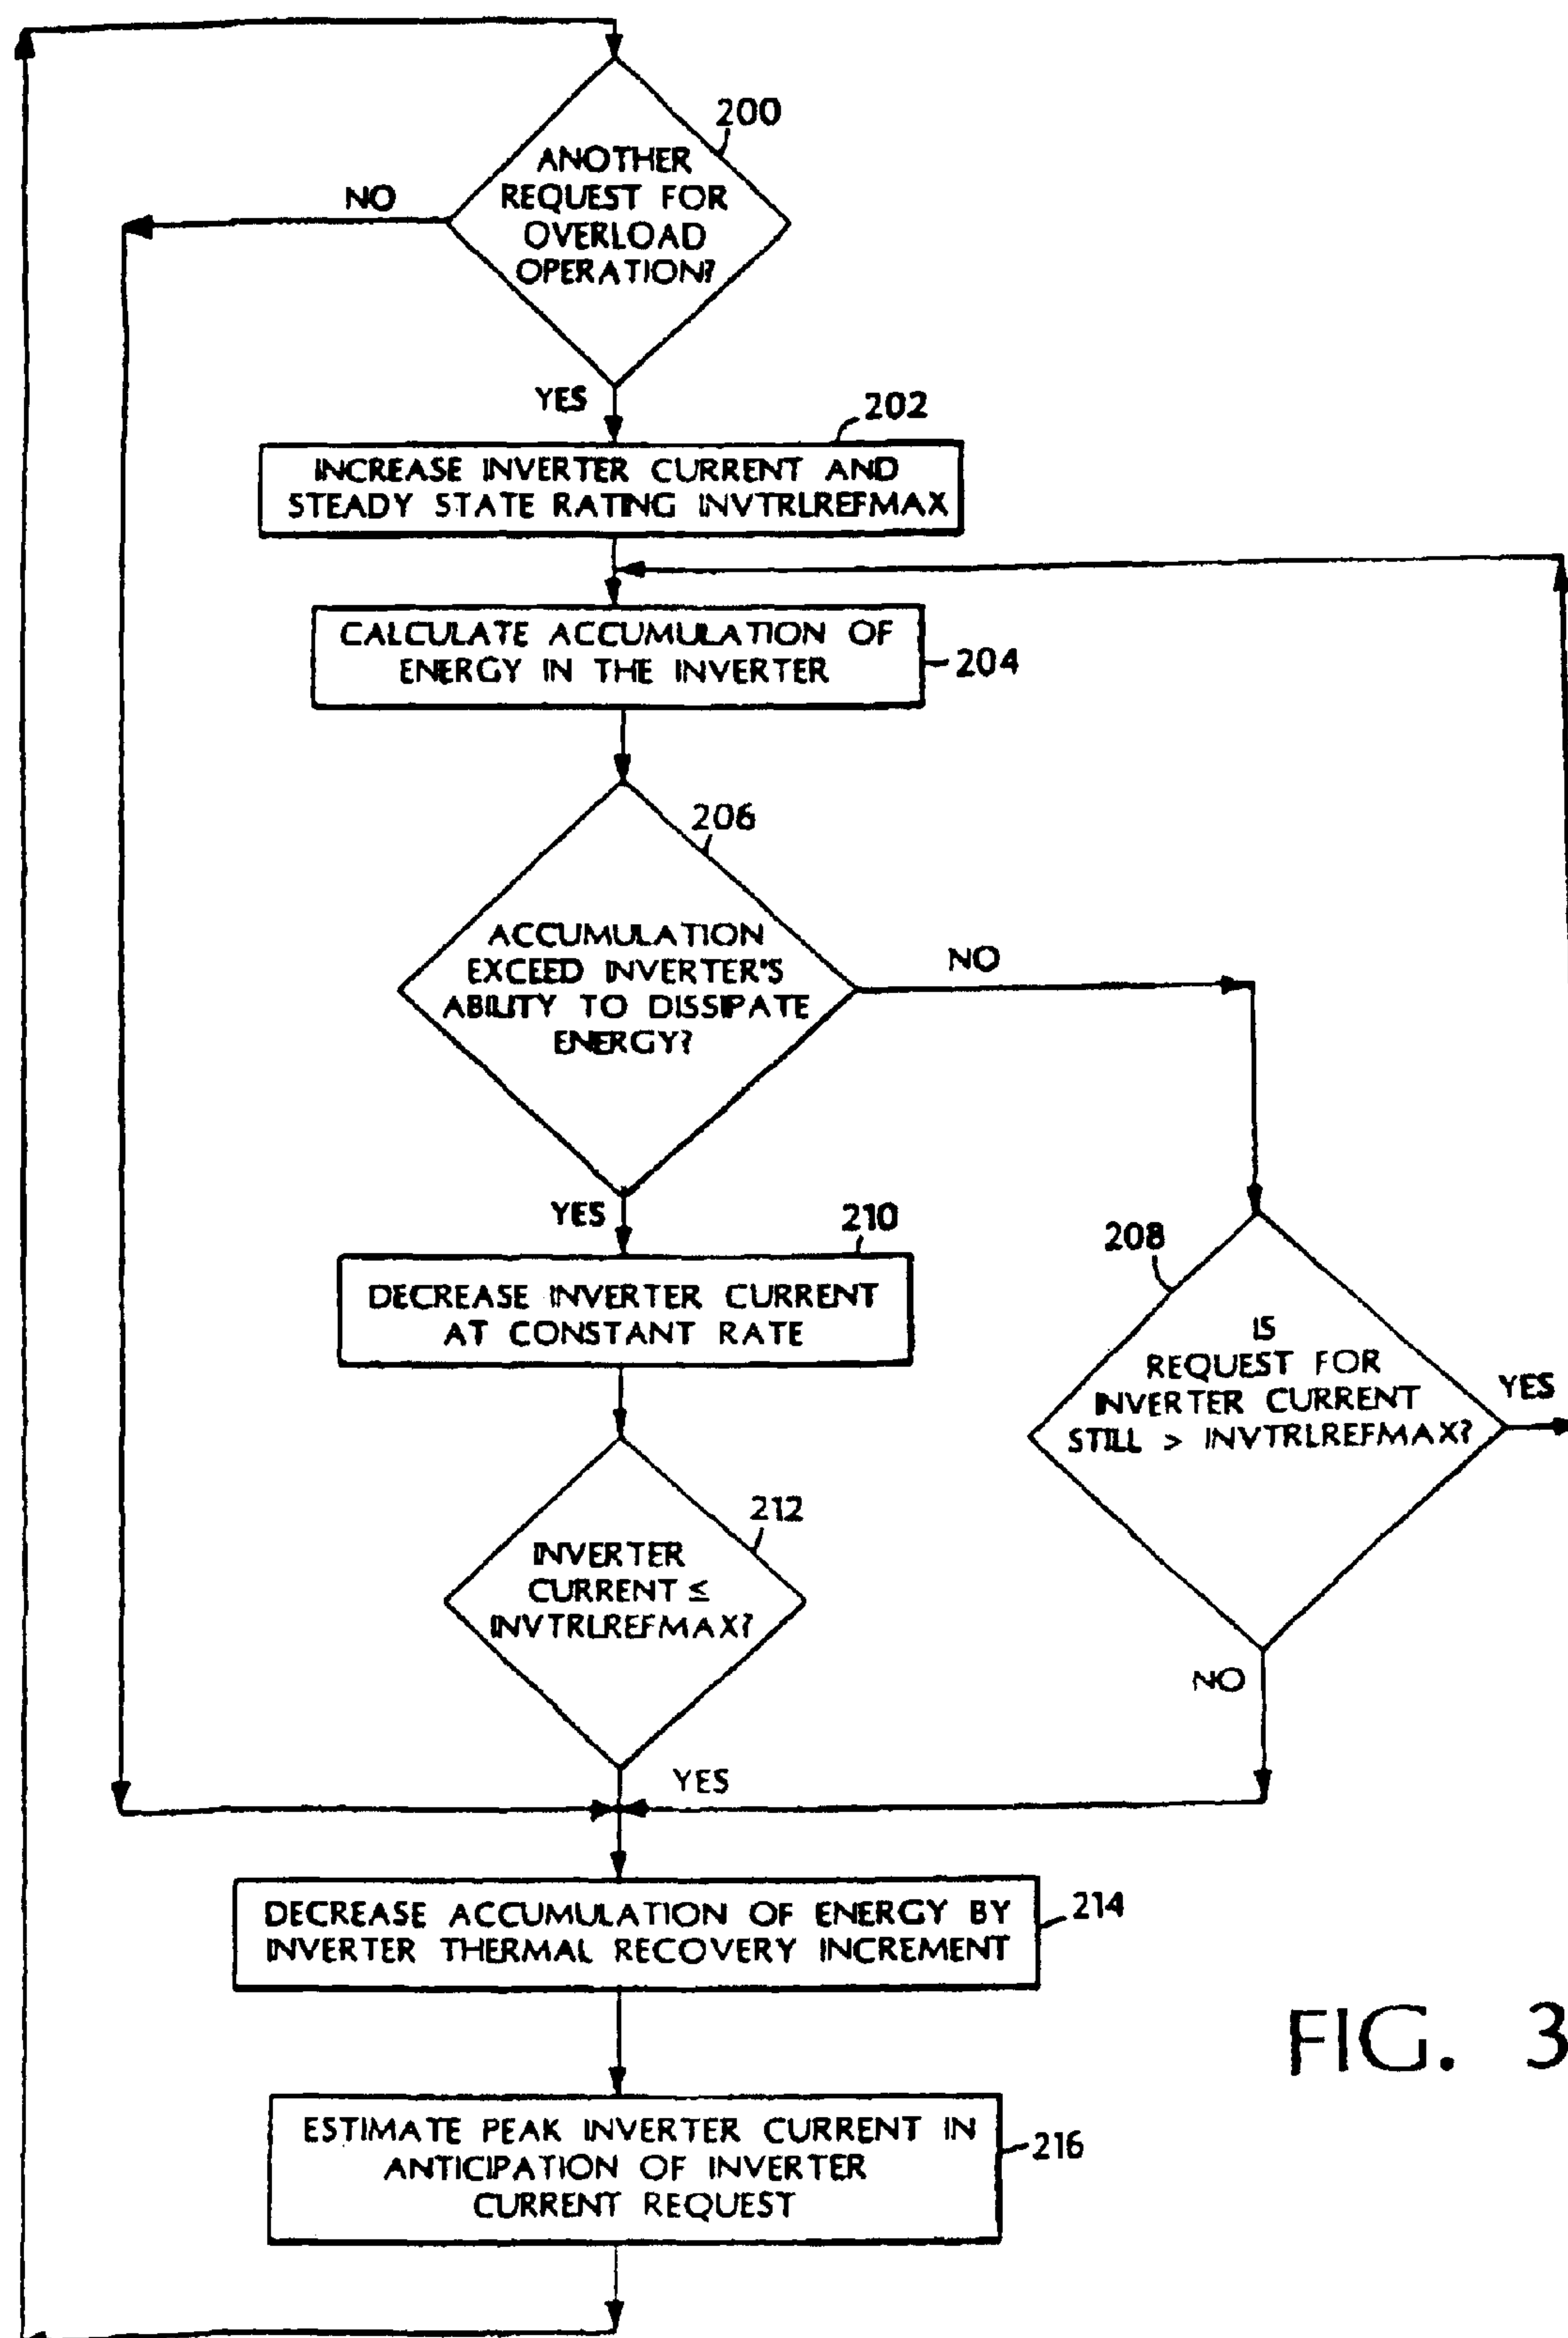 200
ANOTHER
REQUEST FOR
OVERLOAD
OPERATION?
NO
YES
202
INCREASE INVERTER CURRENT AND
STEADY STATE RATING INVTRLREFMAX
CALCULATE ACCUMULATION OF
ENERGY IN THE INVERTER
204
206
ACCUMULATION
EXCEED INVERTER'S
ABILITY TO DISSIPATE
ENERGY?
NO
YES
210
DECREASE INVERTER CURRENT
AT CONSTANT RATE
208
IS
REQUEST FOR
INVERTER CURRENT
STILL > INVTRLREFMAX?
YES
NO
212
INVERTER
CURRENT ≤
INVTRLREFMAX?
YES
DECREASE ACCUMULATION OF ENERGY BY
INVERTER THERMAL RECOVERY INCREMENT
214
ESTIMATE PEAK INVERTER CURRENT IN
ANTICIPATION OF INVERTER
CURRENT REQUEST
216
FIG. 3